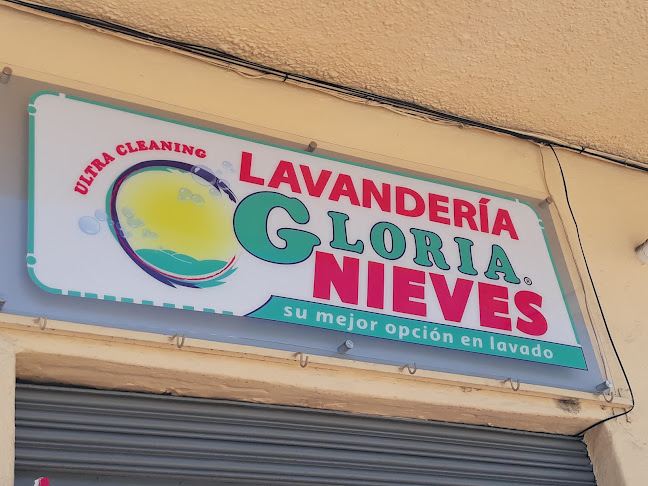 ULTRA CLEANING
LAVANDERÍA
GLORIA®
NIEVES
su mejor opción en lavado